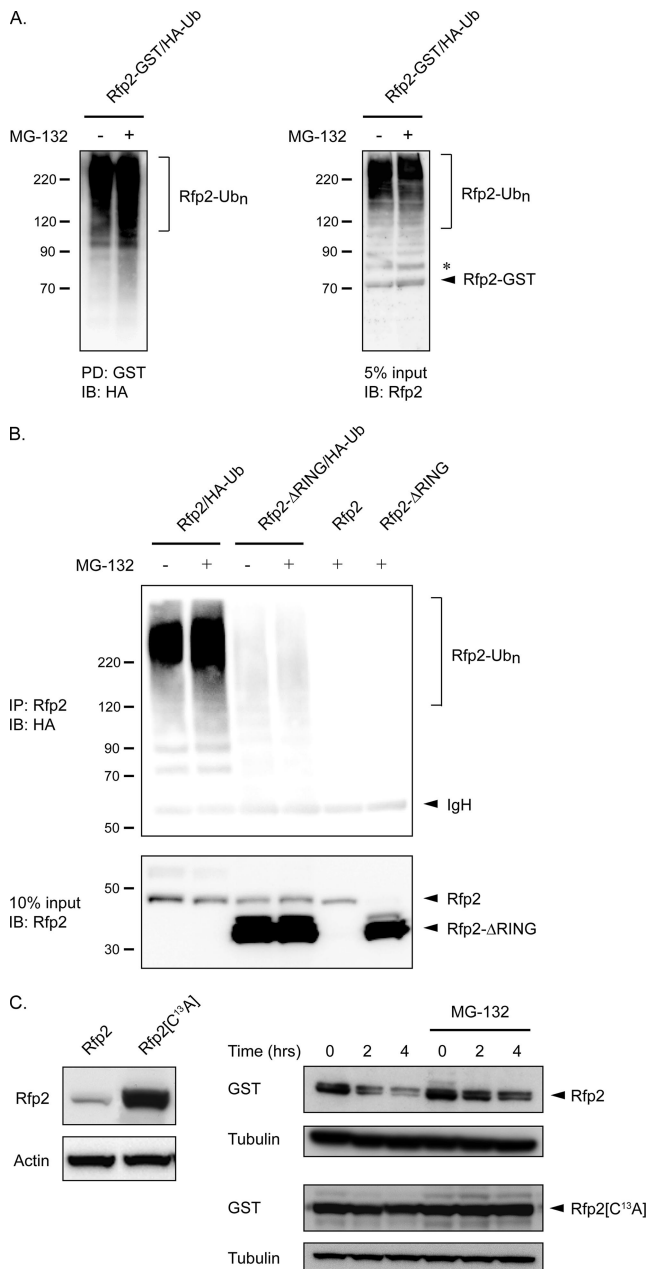 A.
Rfp2-GST/HA-Ub
Rfp2-GST/HA-Ub
MG-132 - +
MG-132 - +
220
120
90
70
Rfp2-Ubn
220
120
90
70
Rfp2-Ubn
*
Rfp2-GST
PD: GST
IB: HA
5% input
IB: Rfp2
B.
Rfp2/HA-Ub
Rfp2-ΔRING/HA-Ub
Rfp2
Rfp2-ΔRING
MG-132 - + - + + +
IP: Rfp2
IB: HA
220
120
90
70
50
Rfp2-Ubn
IgH
10% input
IB: Rfp2
50
30
Rfp2
Rfp2-ΔRING
C.
Rfp2
Rfp2[C¹³A]
Rfp2
Actin
MG-132
Time (hrs) 0 2 4 0 2 4
GST
Rfp2
Tubulin
GST
Rfp2[C¹³A]
Tubulin